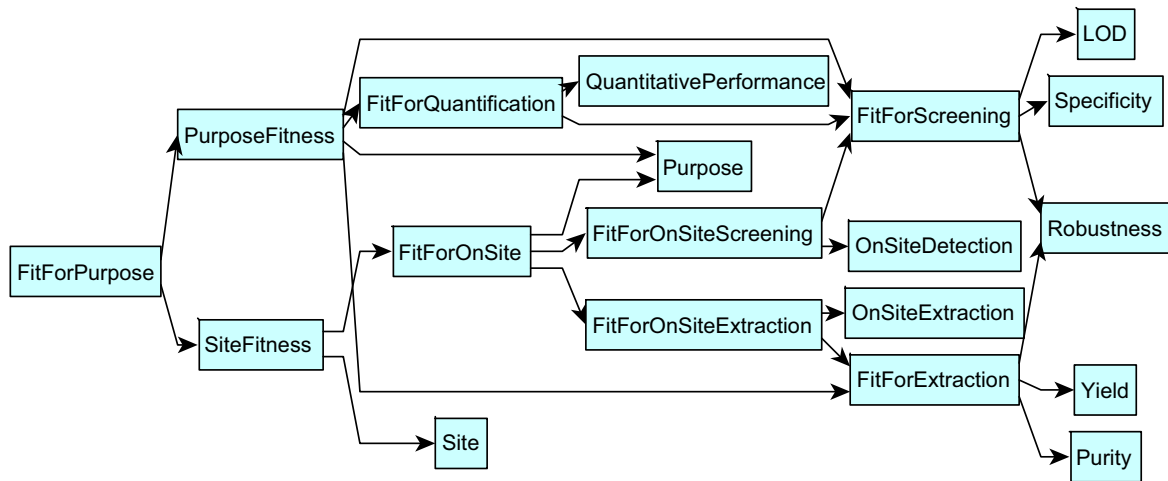 LOD
QuantitativePerformance
FitForQuantification
Specificity
FitForScreening
PurposeFitness
Purpose
Robustness
FitForOnSiteScreening
FitForOnSite
OnSiteDetection
FitForPurpose
OnSiteExtraction
FitForOnSiteExtraction
SiteFitness
FitForExtraction
Yield
Site
Purity